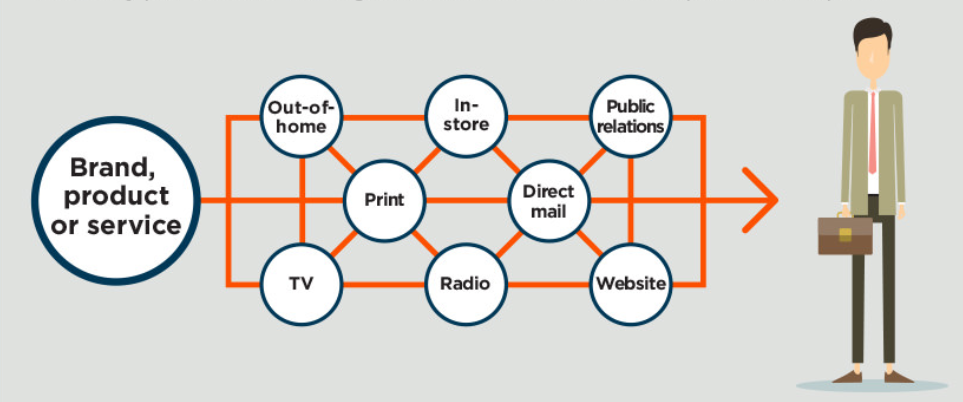 Brand,
product
or service
Out-of-
home
In-
store
Public
relations
Print
Direct
mail
TV
Radio
Website